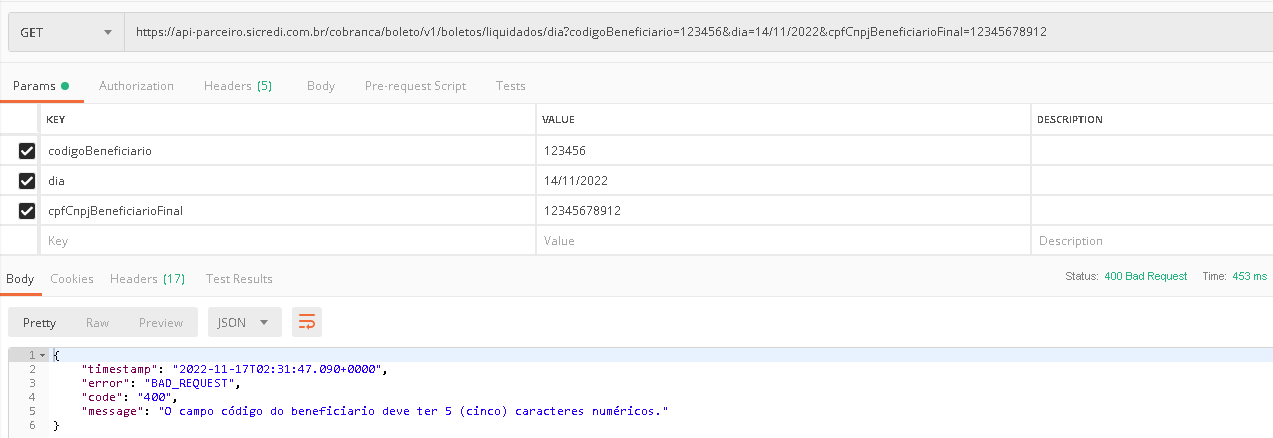 GET https://api-parceiro.sicredi.com.br/cobranca/boleto/v1/boletos/liquidados/dia?codigoBeneficiario=123456&dia=14/11/2022&cpfCnpjBeneficiarioFinal=12345678912
Params Authorization Headers (5) Body Pre-request Script Tests
KEY VALUE DESCRIPTION
codigoBeneficiario 123456
dia 14/11/2022
cpfCnpjBeneficiarioFinal 12345678912
Key Value Description
Body Cookies Headers (17) Test Results Status: 400 Bad Request Time: 453 ms
Pretty Raw Preview JSON
1 {
2 "timestamp": "2022-11-17T02:31:47.090+0000",
3 "error": "BAD_REQUEST",
4 "code": "400",
5 "message": "O campo código do beneficiario deve ter 5 (cinco) caracteres numéricos."
6 }